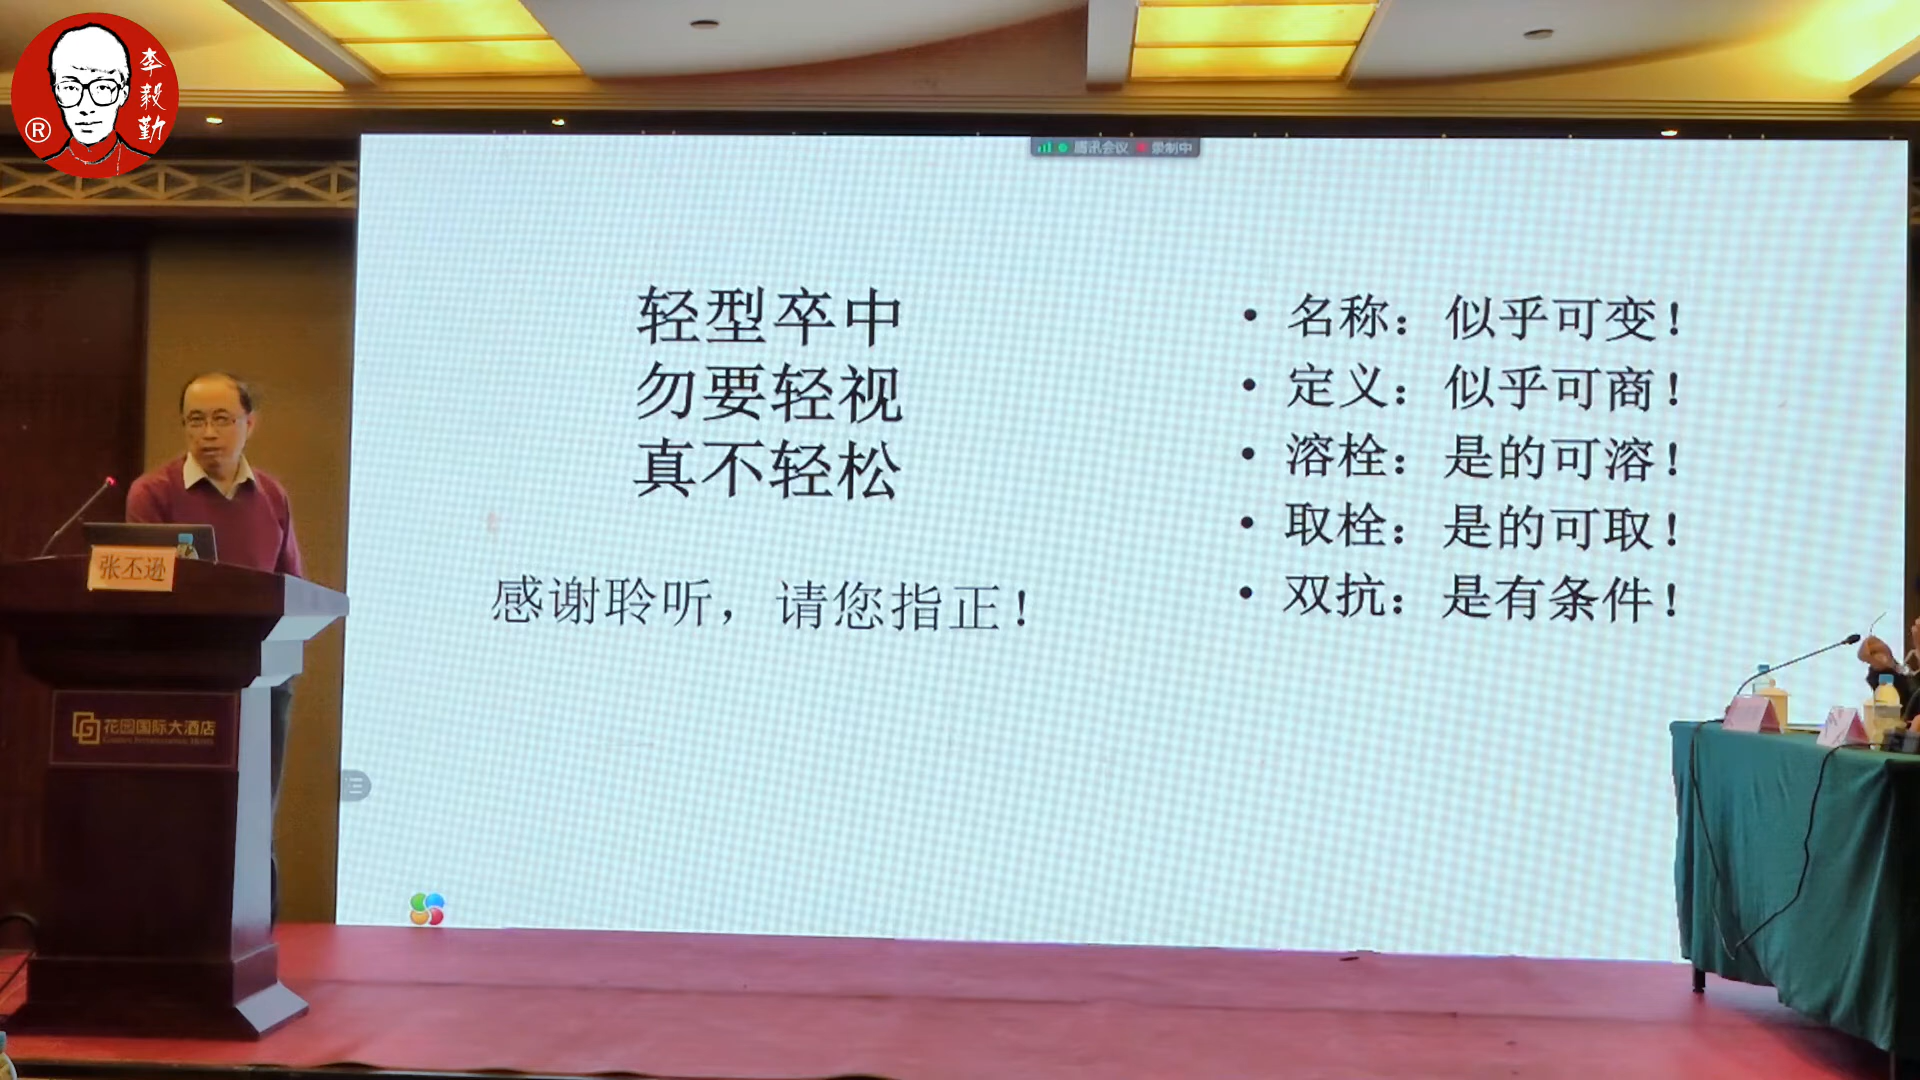 李毅勤
®
腾讯会议 录制中
轻型卒中
勿要轻视
真不轻松
感谢聆听，请您指正！
• 名称：似乎可变！
• 定义：似乎可商！
• 溶栓：是的可溶！
• 取栓：是的可取！
• 双抗：是有条件！
张丕逊
花园国际大酒店